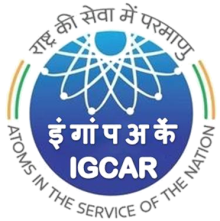 राष्ट्र की सेवा में परमाणु
इं गां प अ कें
IGCAR
ATOMS IN THE SERVICE OF THE NATION